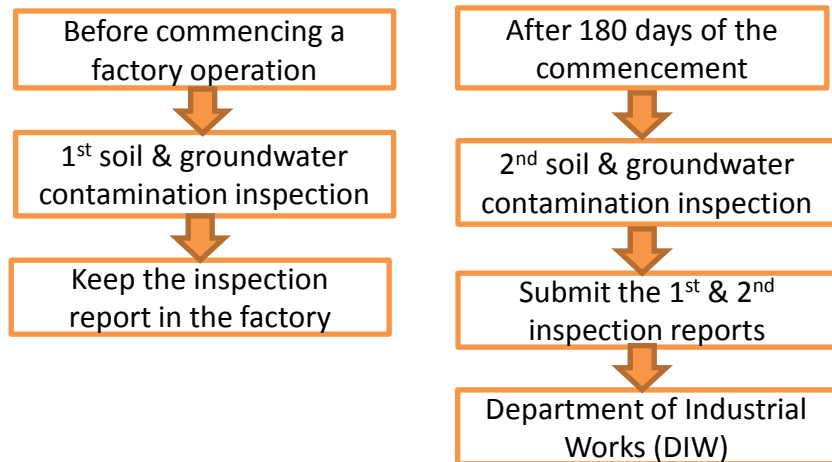 Before commencing a
factory operation
1st soil & groundwater
contamination inspection
Keep the inspection
report in the factory
After 180 days of the
commencement
2nd soil & groundwater
contamination inspection
Submit the 1st & 2nd
inspection reports
Department of Industrial
Works (DIW)